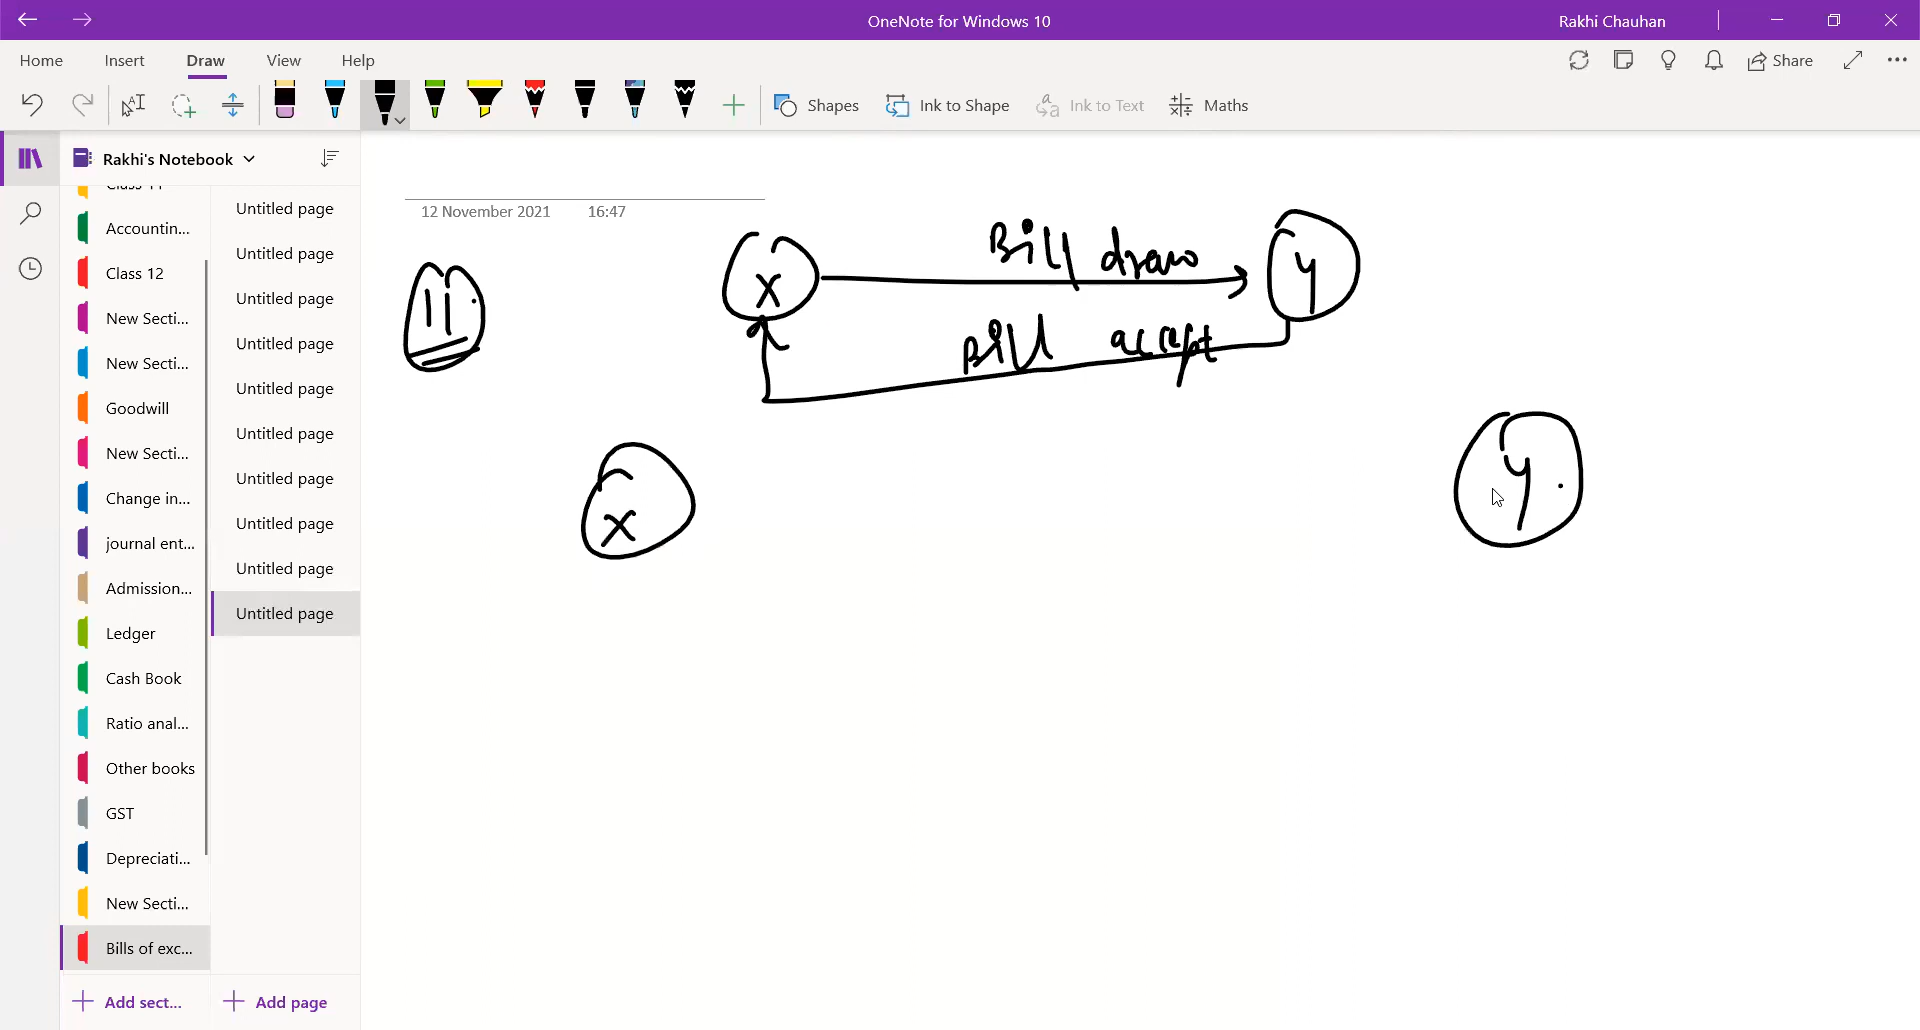 OneNote for Windows 10
Rakhi Chauhan
Home Insert Draw View Help
Share
Shapes
Ink to Shape
Ink to Text
Maths
Rakhi's Notebook
Class 11
Accountin...
Class 12
New Secti...
New Secti...
Goodwill
New Secti...
Change in...
journal ent...
Admission...
Ledger
Cash Book
Ratio anal...
Other books
GST
Depreciati...
New Secti...
Bills of exc...
Add sect...
Untitled page
Untitled page
Untitled page
Untitled page
Untitled page
Untitled page
Untitled page
Untitled page
Untitled page
Untitled page
Add page
12 November 2021 16:47
11
x
Bill draw
y
Bill accept
x
y